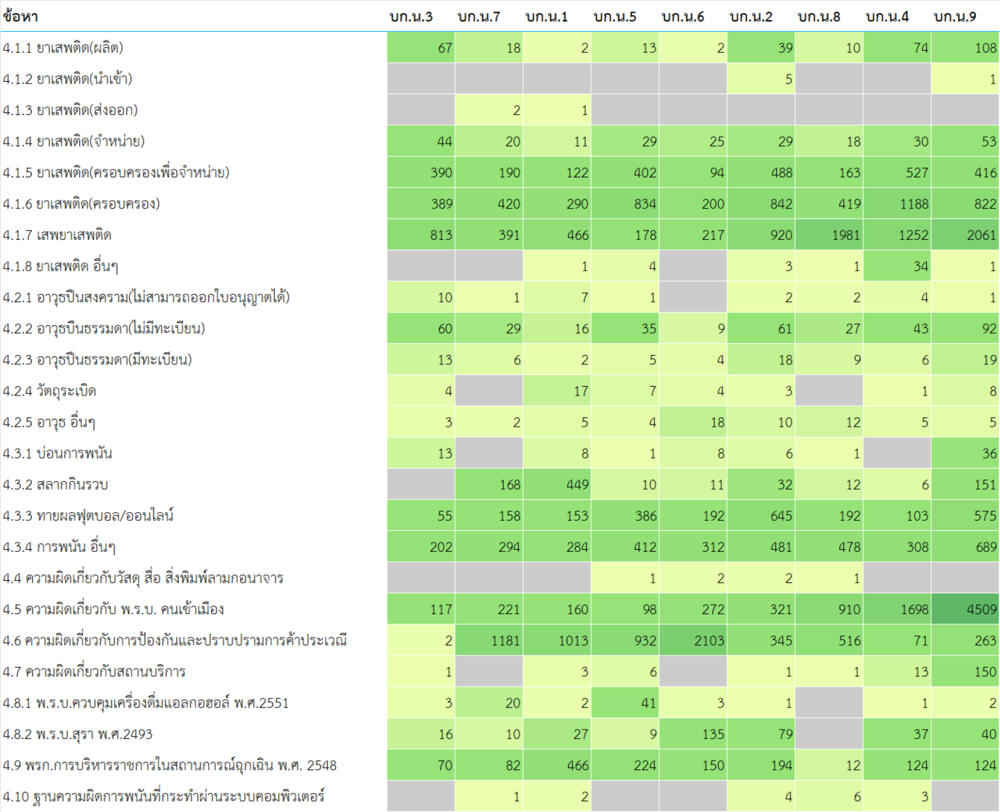 ข้อหา บก.น.3 บก.น.7 บก.น.1 บก.น.5 บก.น.6 บก.น.2 บก.น.8 บก.น.4 บก.น.9
4.1.1 ยาเสพติด(ผลิต) 67 18 2 13 2 39 10 74 108
4.1.2 ยาเสพติด(นำเข้า) 5 1
4.1.3 ยาเสพติด(ส่งออก) 2 1
4.1.4 ยาเสพติด(จำหน่าย) 44 20 11 29 25 29 18 30 53
4.1.5 ยาเสพติด(ครอบครองเพื่อจำหน่าย) 390 190 122 402 94 488 163 527 416
4.1.6 ยาเสพติด(ครอบครอง) 389 420 290 834 200 842 419 1188 822
4.1.7 เสพยาเสพติด 813 391 466 178 217 920 1981 1252 2061
4.1.8 ยาเสพติด อื่นๆ 1 4 3 1 34 1
4.2.1 อาวุธปืนสงคราม(ไม่สามารถออกใบอนุญาตได้) 10 1 7 1 2 2 4 1
4.2.2 อาวุธปืนธรรมดา(ไม่มีทะเบียน) 60 29 16 35 9 61 27 43 92
4.2.3 อาวุธปืนธรรมดา(มีทะเบียน) 13 6 2 5 4 18 9 6 19
4.2.4 วัตถุระเบิด 4 17 7 4 3 1 8
4.2.5 อาวุธ อื่นๆ 3 2 5 4 18 10 12 5 5
4.3.1 บ่อนการพนัน 13 8 1 8 6 1 36
4.3.2 สลากกินรวบ 168 449 10 11 32 12 6 151
4.3.3 ทายผลฟุตบอล/ออนไลน์ 55 158 153 386 192 645 192 103 575
4.3.4 การพนัน อื่นๆ 202 294 284 412 312 481 478 308 689
4.4 ความผิดเกี่ยวกับวัสดุ สื่อ สิ่งพิมพ์ลามกอนาจาร 1 2 2 1
4.5 ความผิดเกี่ยวกับ พ.ร.บ. คนเข้าเมือง 117 221 160 98 272 321 910 1698 4509
4.6 ความผิดเกี่ยวกับการป้องกันและปราบปรามการค้าประเวณี 2 1181 1013 932 2103 345 516 71 263
4.7 ความผิดเกี่ยวกับสถานบริการ 1 3 6 1 1 13 150
4.8.1 พ.ร.บ.ควบคุมเครื่องดื่มแอลกอฮอล์ พ.ศ.2551 3 20 2 41 3 1 1 2
4.8.2 พ.ร.บ.สุรา พ.ศ.2493 16 10 27 9 135 79 37 40
4.9 พรก.การบริหารราชการในสถานการณ์ฉุกเฉิน พ.ศ. 2548 70 82 466 224 150 194 12 124 124
4.10 ฐานความผิดการพนันที่กระทำผ่านระบบคอมพิวเตอร์ 1 2 4 6 3